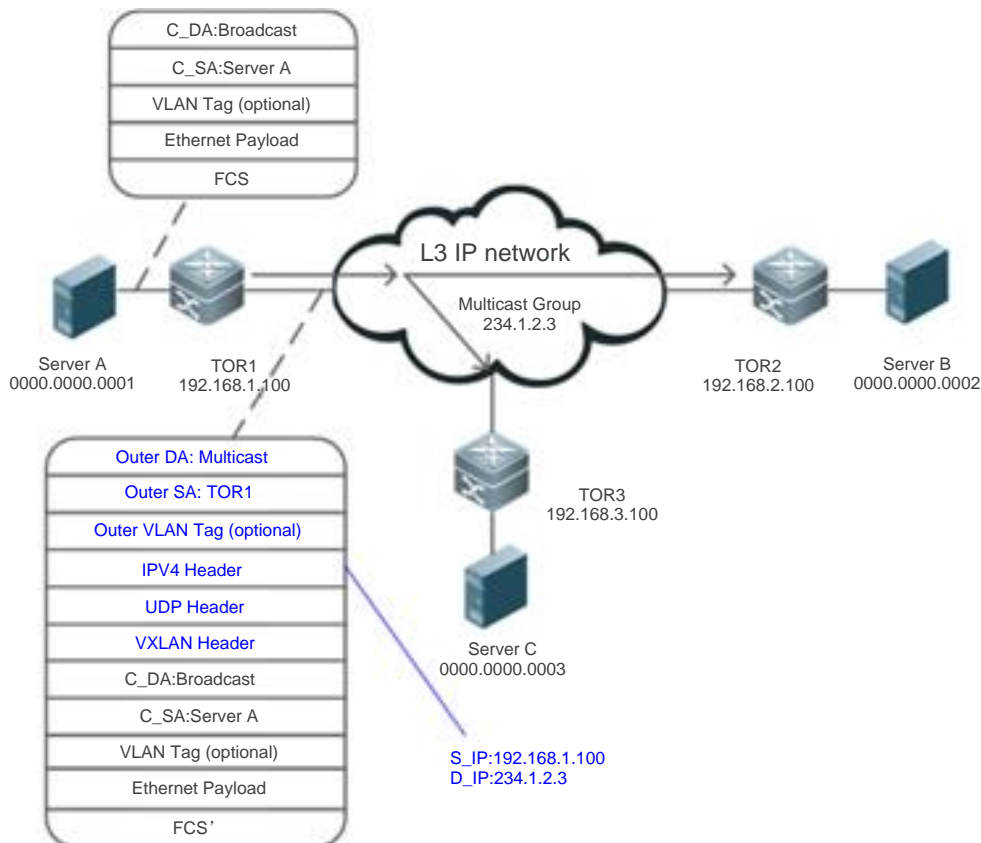 C_DA:Broadcast
C_SA:Server A
VLAN Tag (optional)
Ethernet Payload
FCS
L3 IP network
Multicast Group
234.1.2.3
Server A
0000.0000.0001
TOR1
192.168.1.100
TOR2
192.168.2.100
Server B
0000.0000.0002
TOR3
192.168.3.100
Server C
0000.0000.0003
Outer DA: Multicast
Outer SA: TOR1
Outer VLAN Tag (optional)
IPV4 Header
UDP Header
VXLAN Header
C_DA:Broadcast
C_SA:Server A
VLAN Tag (optional)
Ethernet Payload
FCS’
S_IP:192.168.1.100
D_IP:234.1.2.3